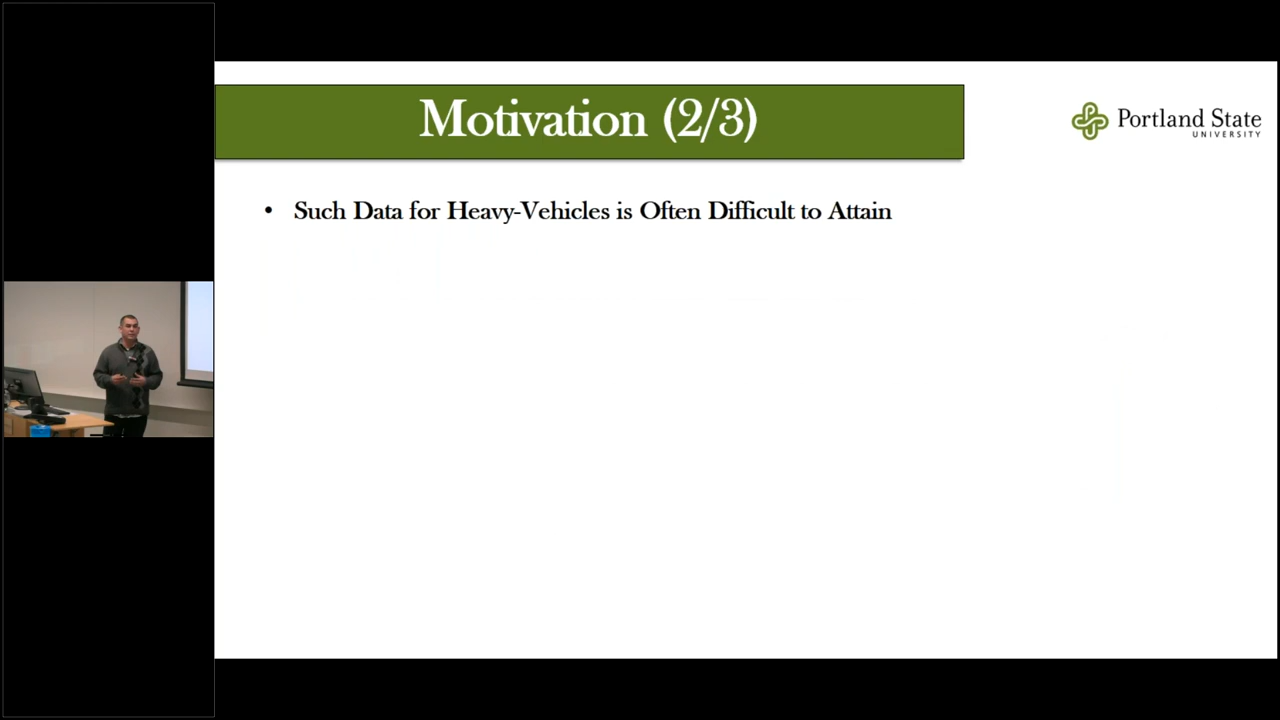 Motivation (2/3)
Portland State
UNIVERSITY
• Such Data for Heavy-Vehicles is Often Difficult to Attain